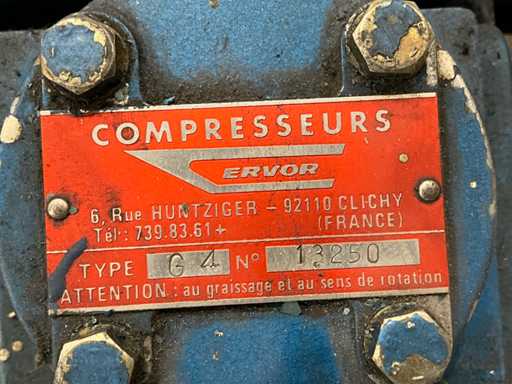 COMPRESSEURS
CERVOR
6, Rue HUNTZIGER - 92110 CLICHY
Tél : 739.83.61+ (FRANCE)
TYPE G 4 N° 13250
ATTENTION : au graissage et au sens de rotation